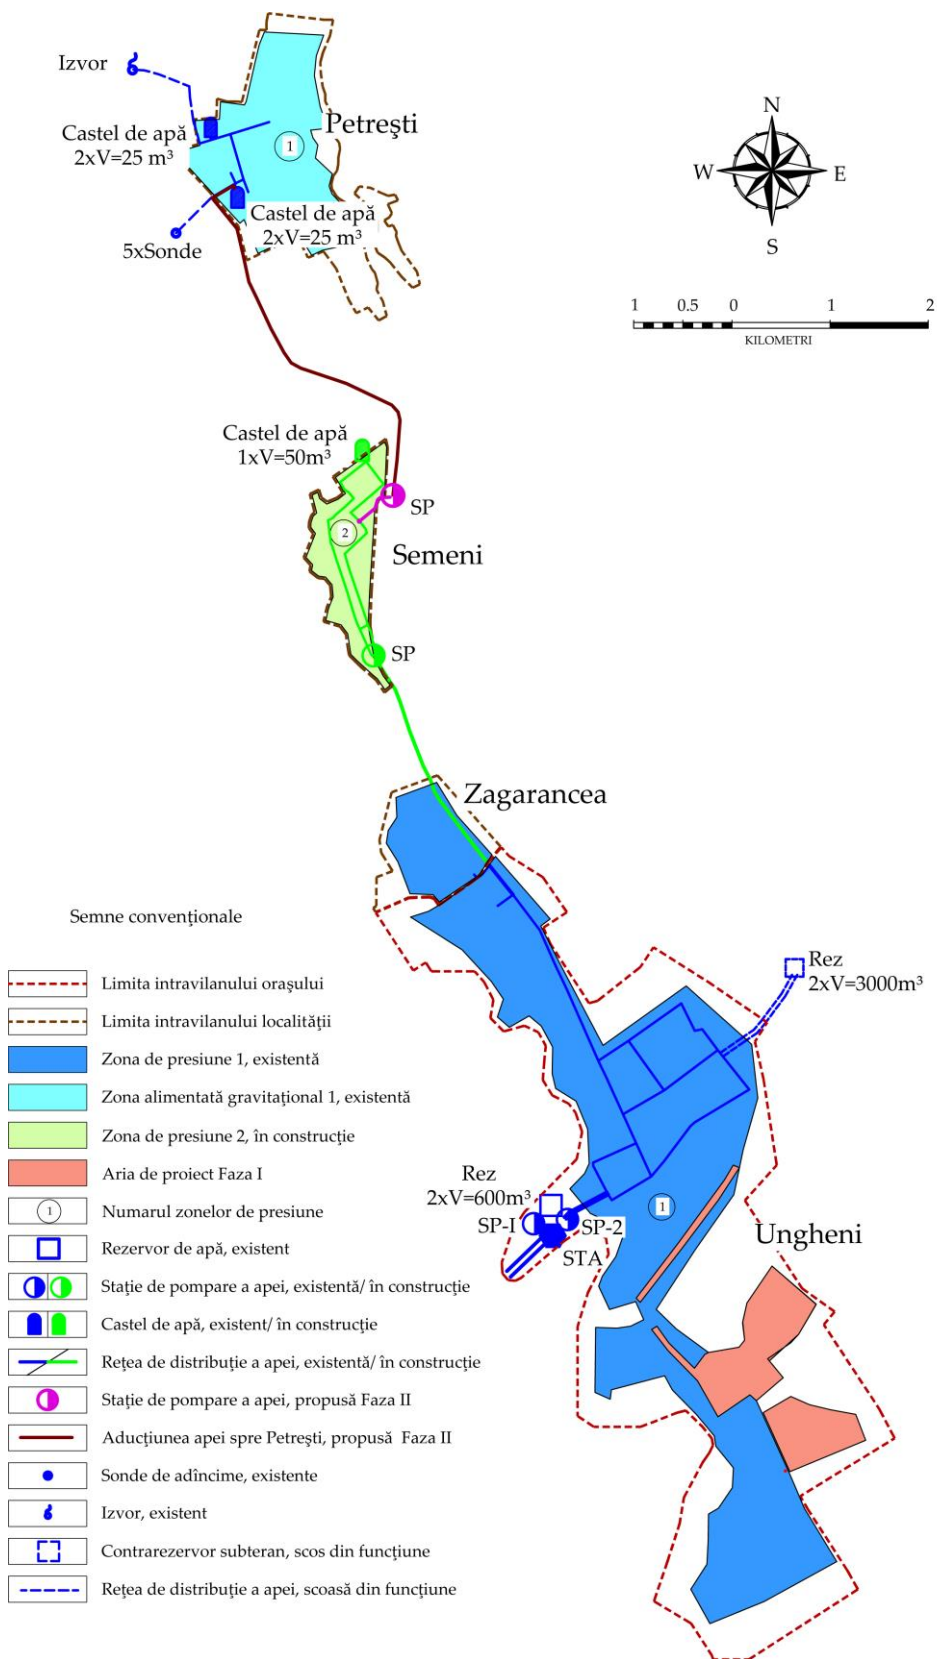 Izvor
Castel de apă
2xV=25 m³
Petreşti
1
Castel de apă
2xV=25 m³
5xSonde
N
W
E
S
1 0.5 0 1 2
KILOMETRI
Castel de apă
1xV=50m³
SP
2
Semeni
SP
Zagarancea
Rez
2xV=3000m³
Rez
2xV=600m³
SP-I
SP-2
STA
1
Ungheni
Semne convenţionale
Limita intravilanului oraşului
Limita intravilanului localităţii
Zona de presiune 1, existentă
Zona alimentată gravitaţional 1, existentă
Zona de presiune 2, în construcţie
Aria de proiect Faza I
1 Numarul zonelor de presiune
Rezervor de apă, existent
Staţie de pompare a apei, existentă/ în construcţie
Castel de apă, existent/ în construcţie
Reţea de distribuţie a apei, existentă/ în construcţie
Staţie de pompare a apei, propusă Faza II
Aducţiunea apei spre Petreşti, propusă Faza II
Sonde de adîncime, existente
Izvor, existent
Contrarezervor subteran, scos din funcţiune
Reţea de distribuţie a apei, scoasă din funcţiune